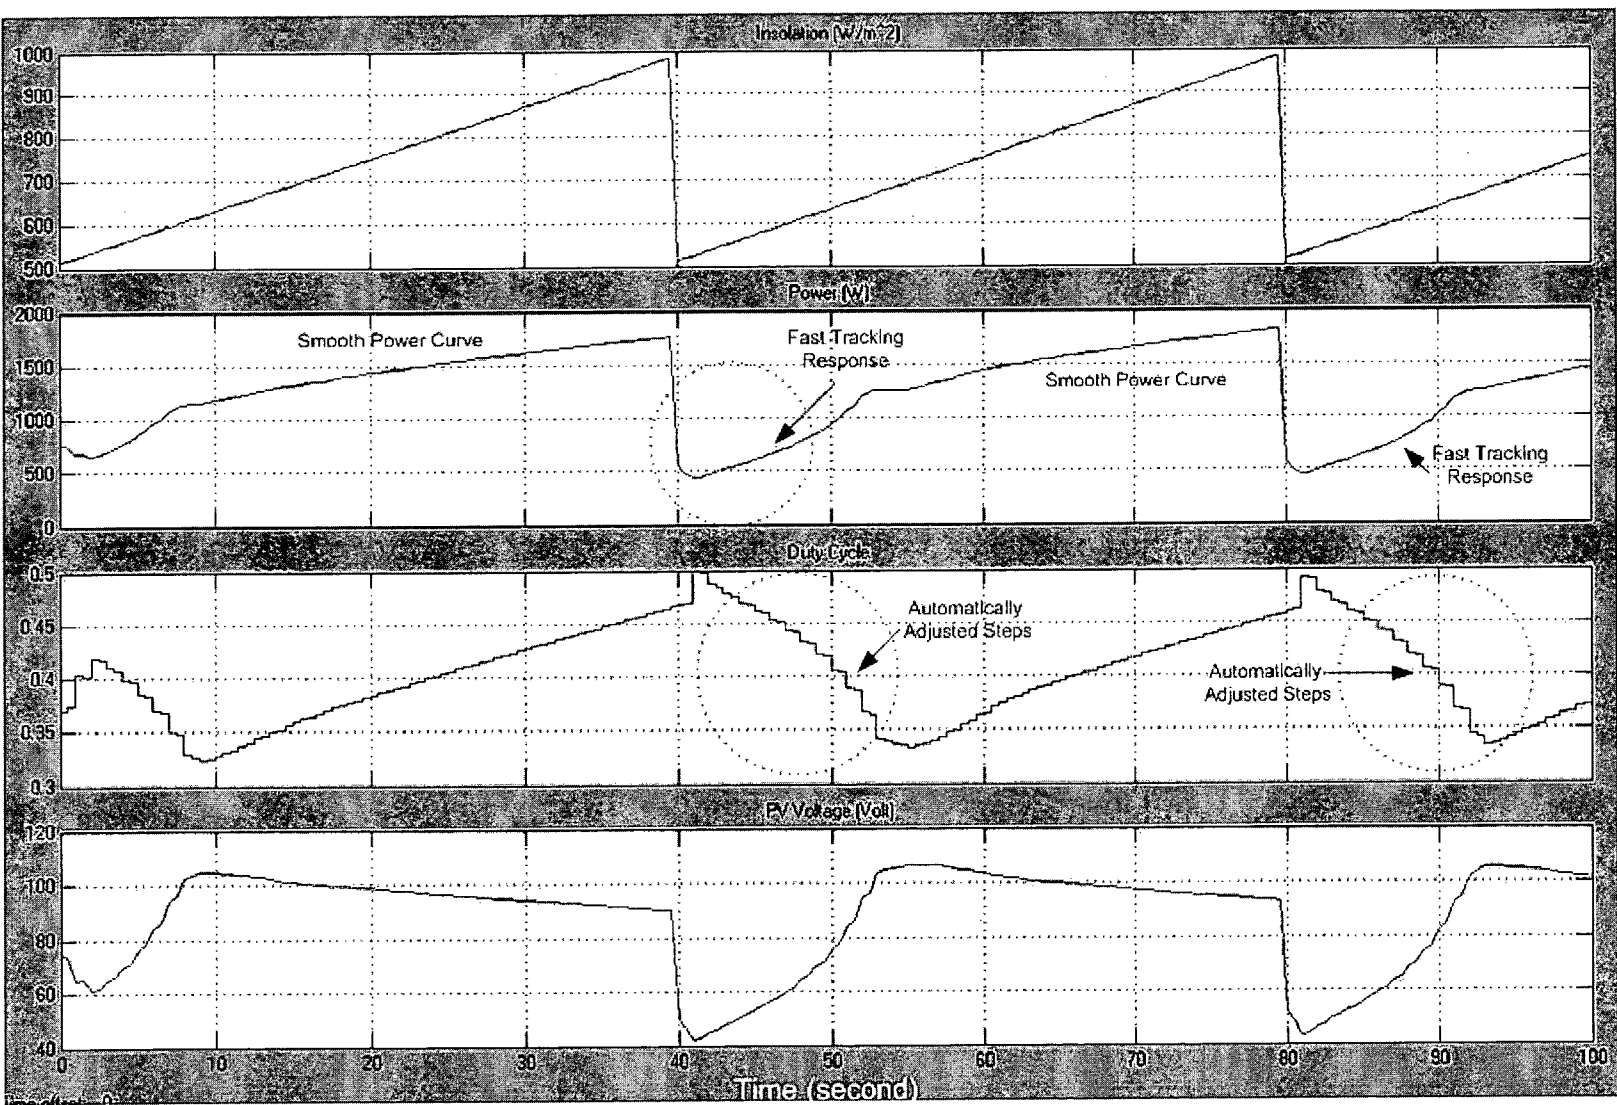 Insolation [W/m^2]
1000
900
800
700
600
500
Power [W]
2000
1500
1000
500
0
Smooth Power Curve
Fast Tracking
Response
Smooth Power Curve
Fast Tracking
Response
Duty Cycle
0.5
0.45
0.4
0.35
0.3
Automatically
Adjusted Steps
Automatically
Adjusted Steps
PV Voltage [Volt]
120
100
80
60
40
0 10 20 30 40 50 60 70 80 90 100
Time (second)